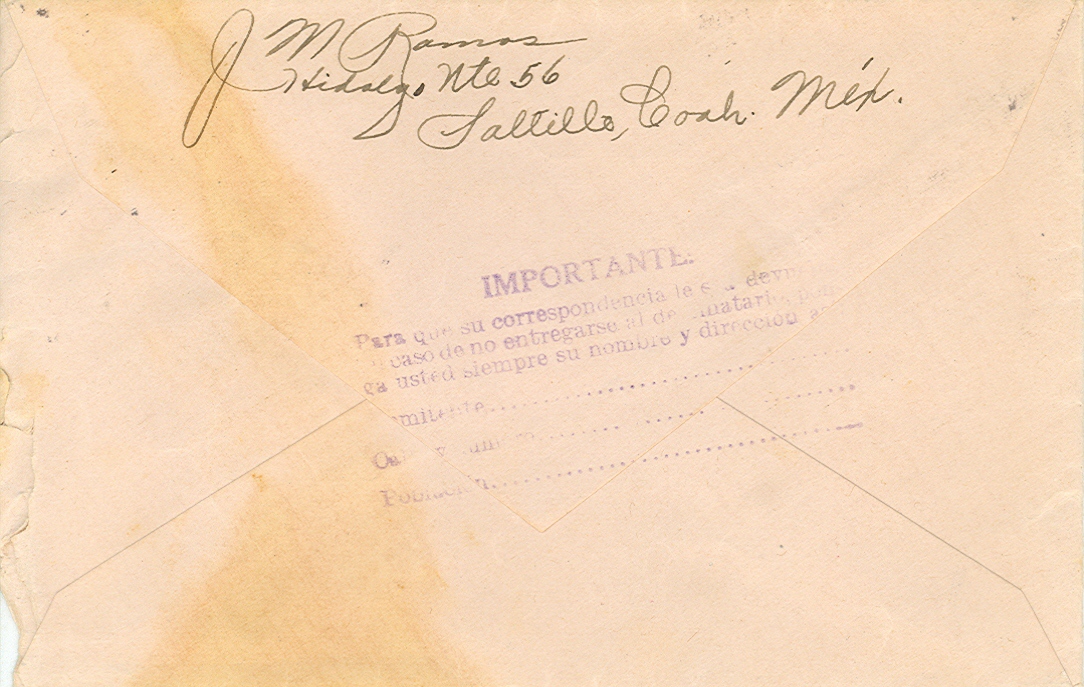 J M Ramos
Hidalgo Nte 56
Saltillo, Coah. Méx.
IMPORTANTE:
Para que su correspondencia le
caso de no entregarse al
ga usted siempre su nombre y dirección
y